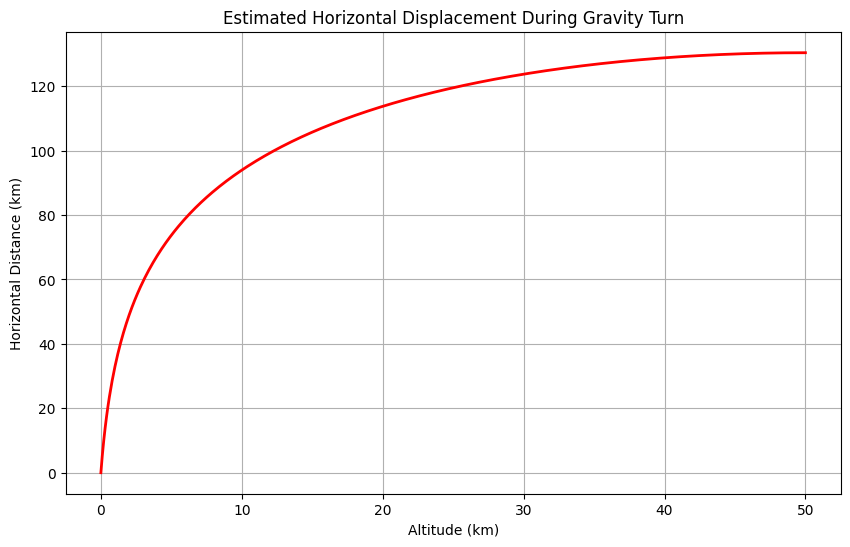 Estimated Horizontal Displacement During Gravity Turn
Horizontal Distance (km)
120
100
80
60
40
20
0
0 10 20 30 40 50
Altitude (km)